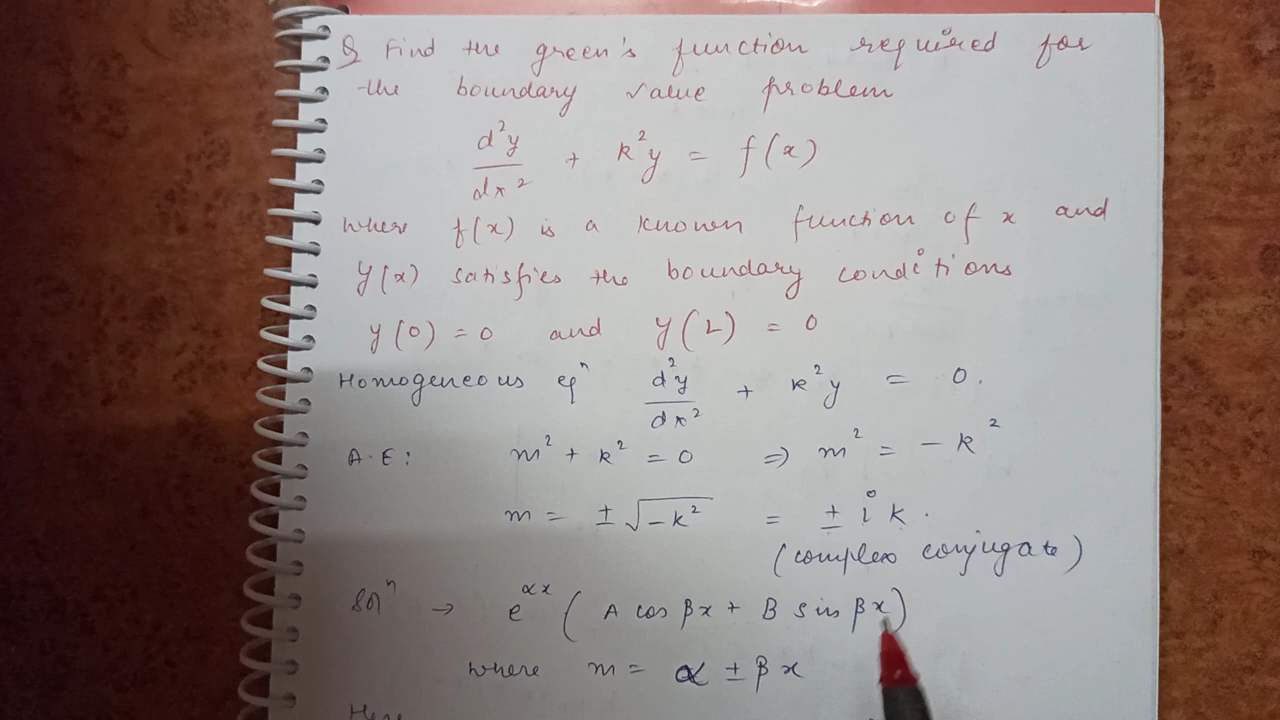 Q Find the green's function required for
the boundary value problem
d²y/dx² + k²y = f(x)
where f(x) is a known function of x and
y(x) satisfies the boundary conditions
y(0) = 0 and y(L) = 0
Homogeneous eqⁿ d²y/dx² + k²y = 0.
A.E: m² + k² = 0 ⇒ m² = -k²
m = ± √-k² = ± i k.
(complex conjugate)
Solⁿ → e^αx ( A cos βx + B sin βx )
where m = α ± βx
Here